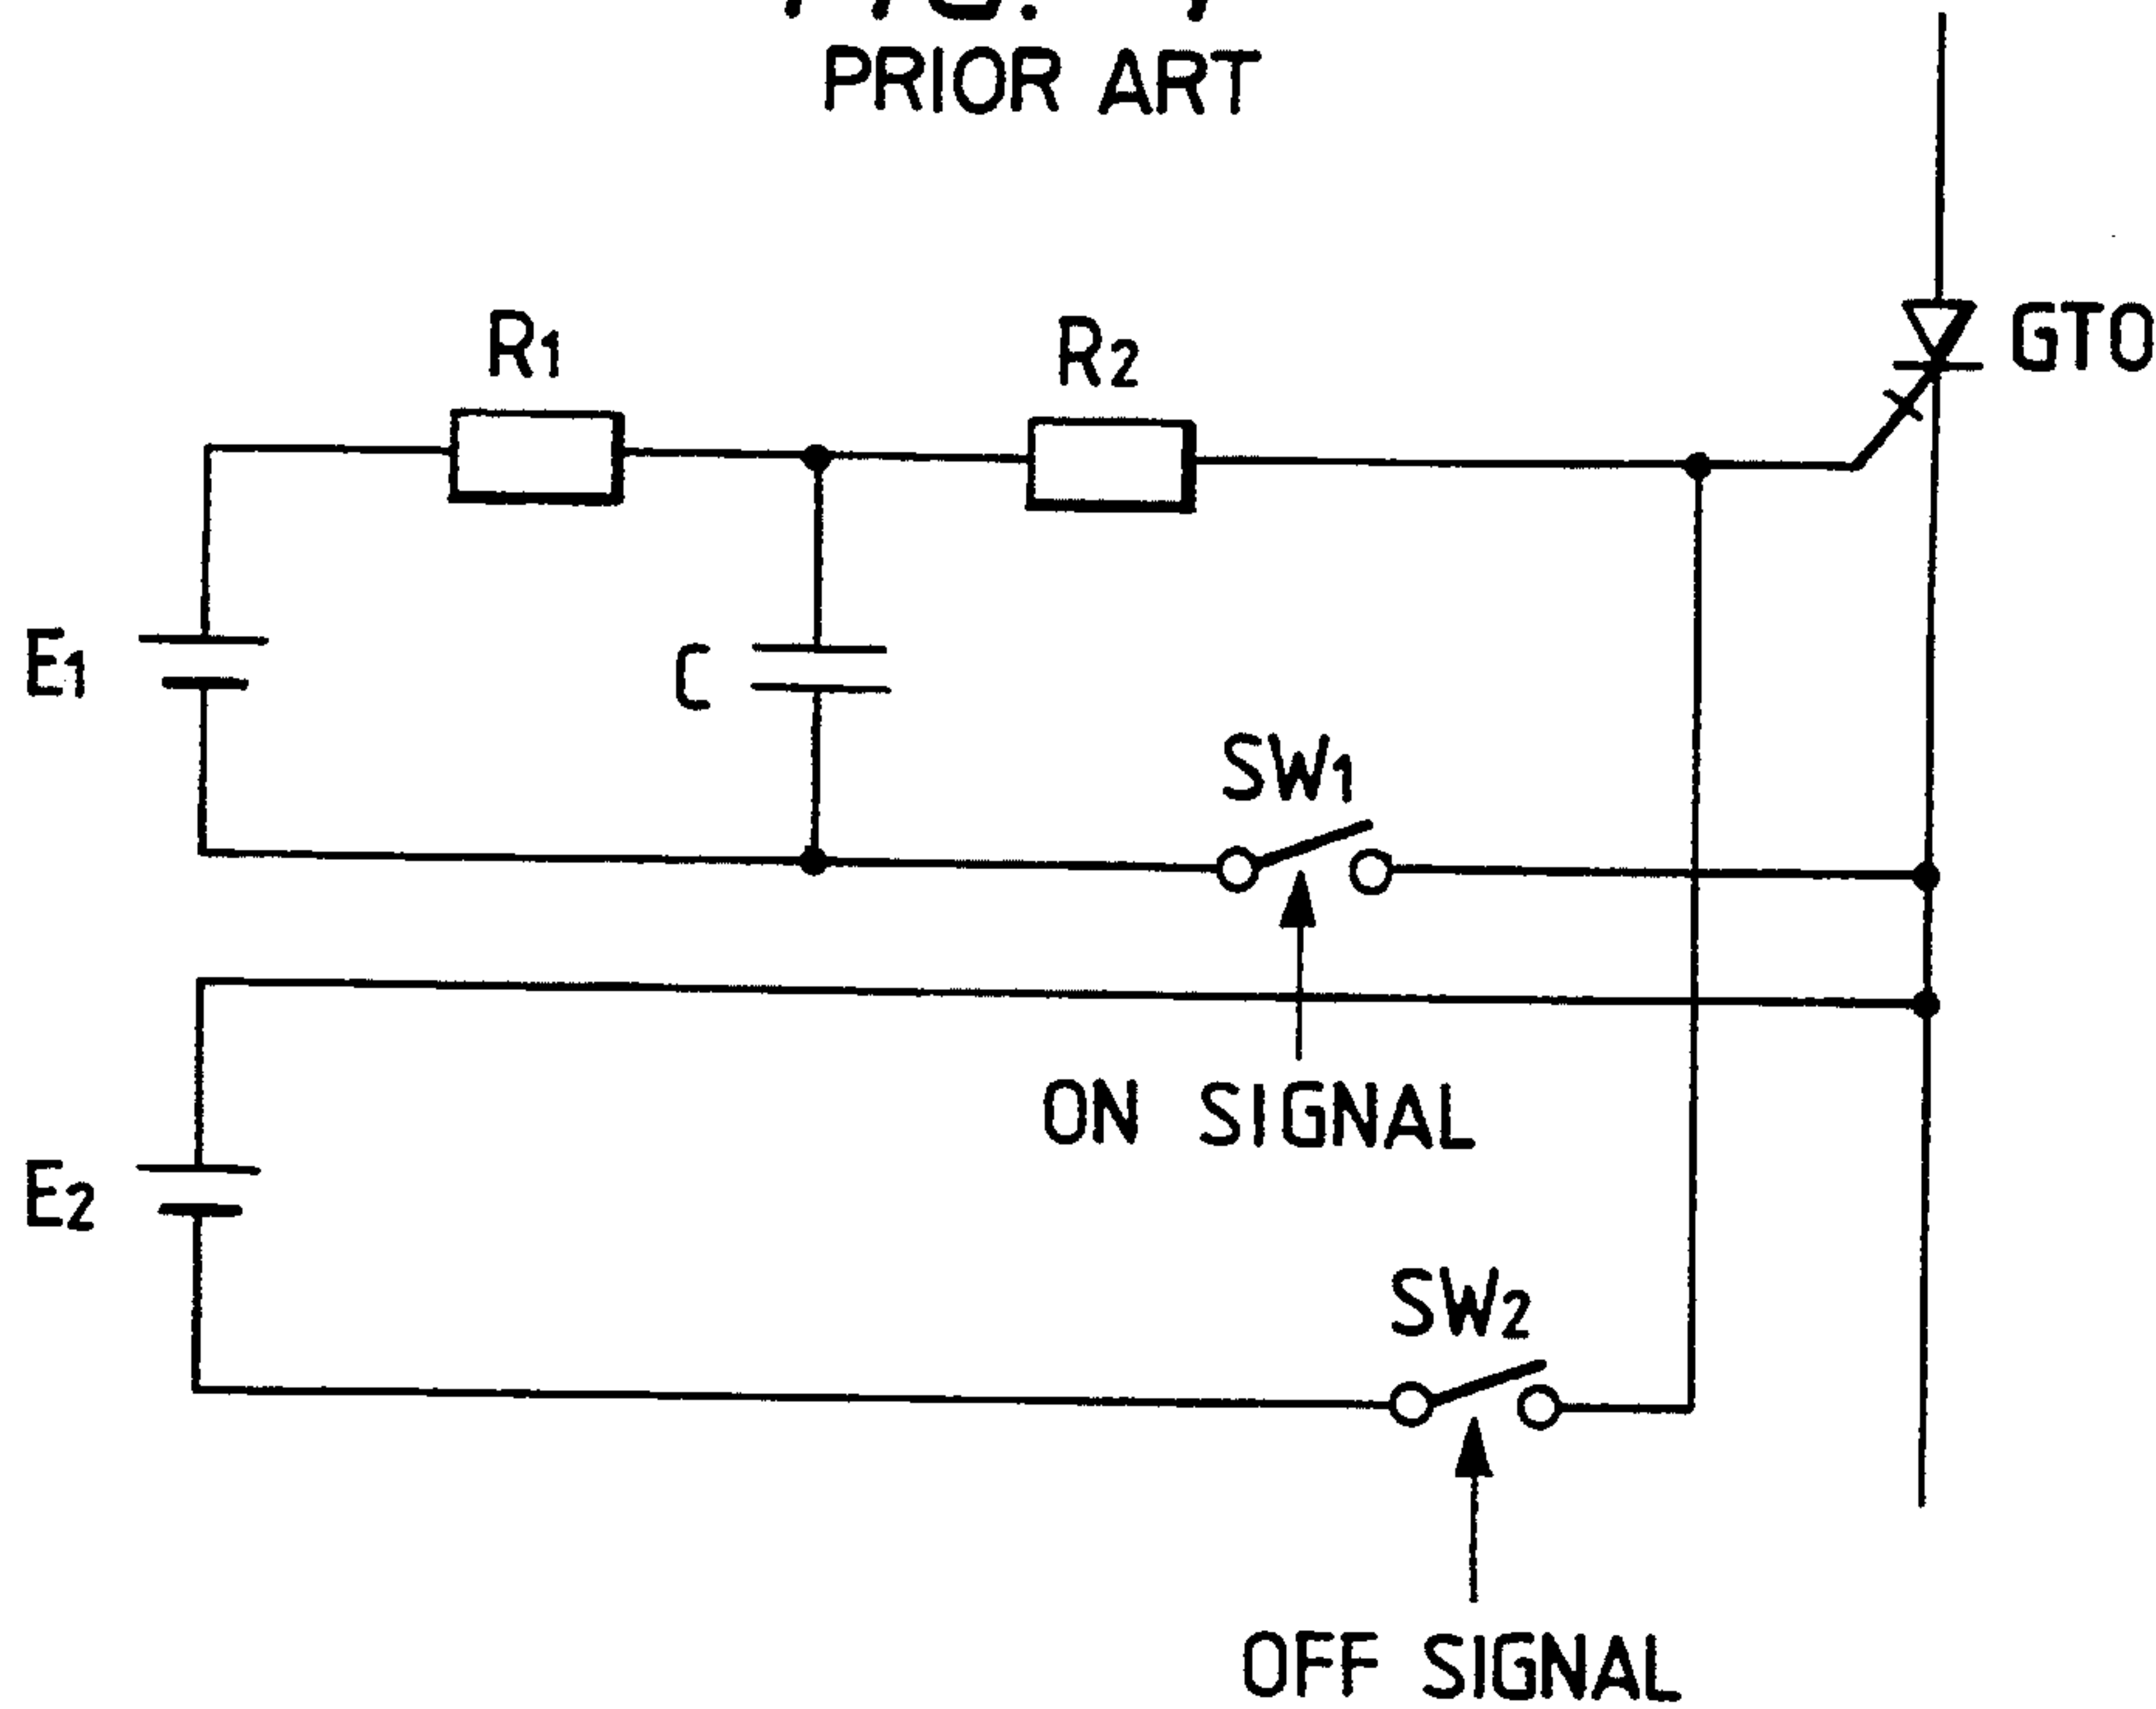 PRIOR ART
GTO
R1
R2
E1
C
SW1
ON SIGNAL
E2
SW2
OFF SIGNAL